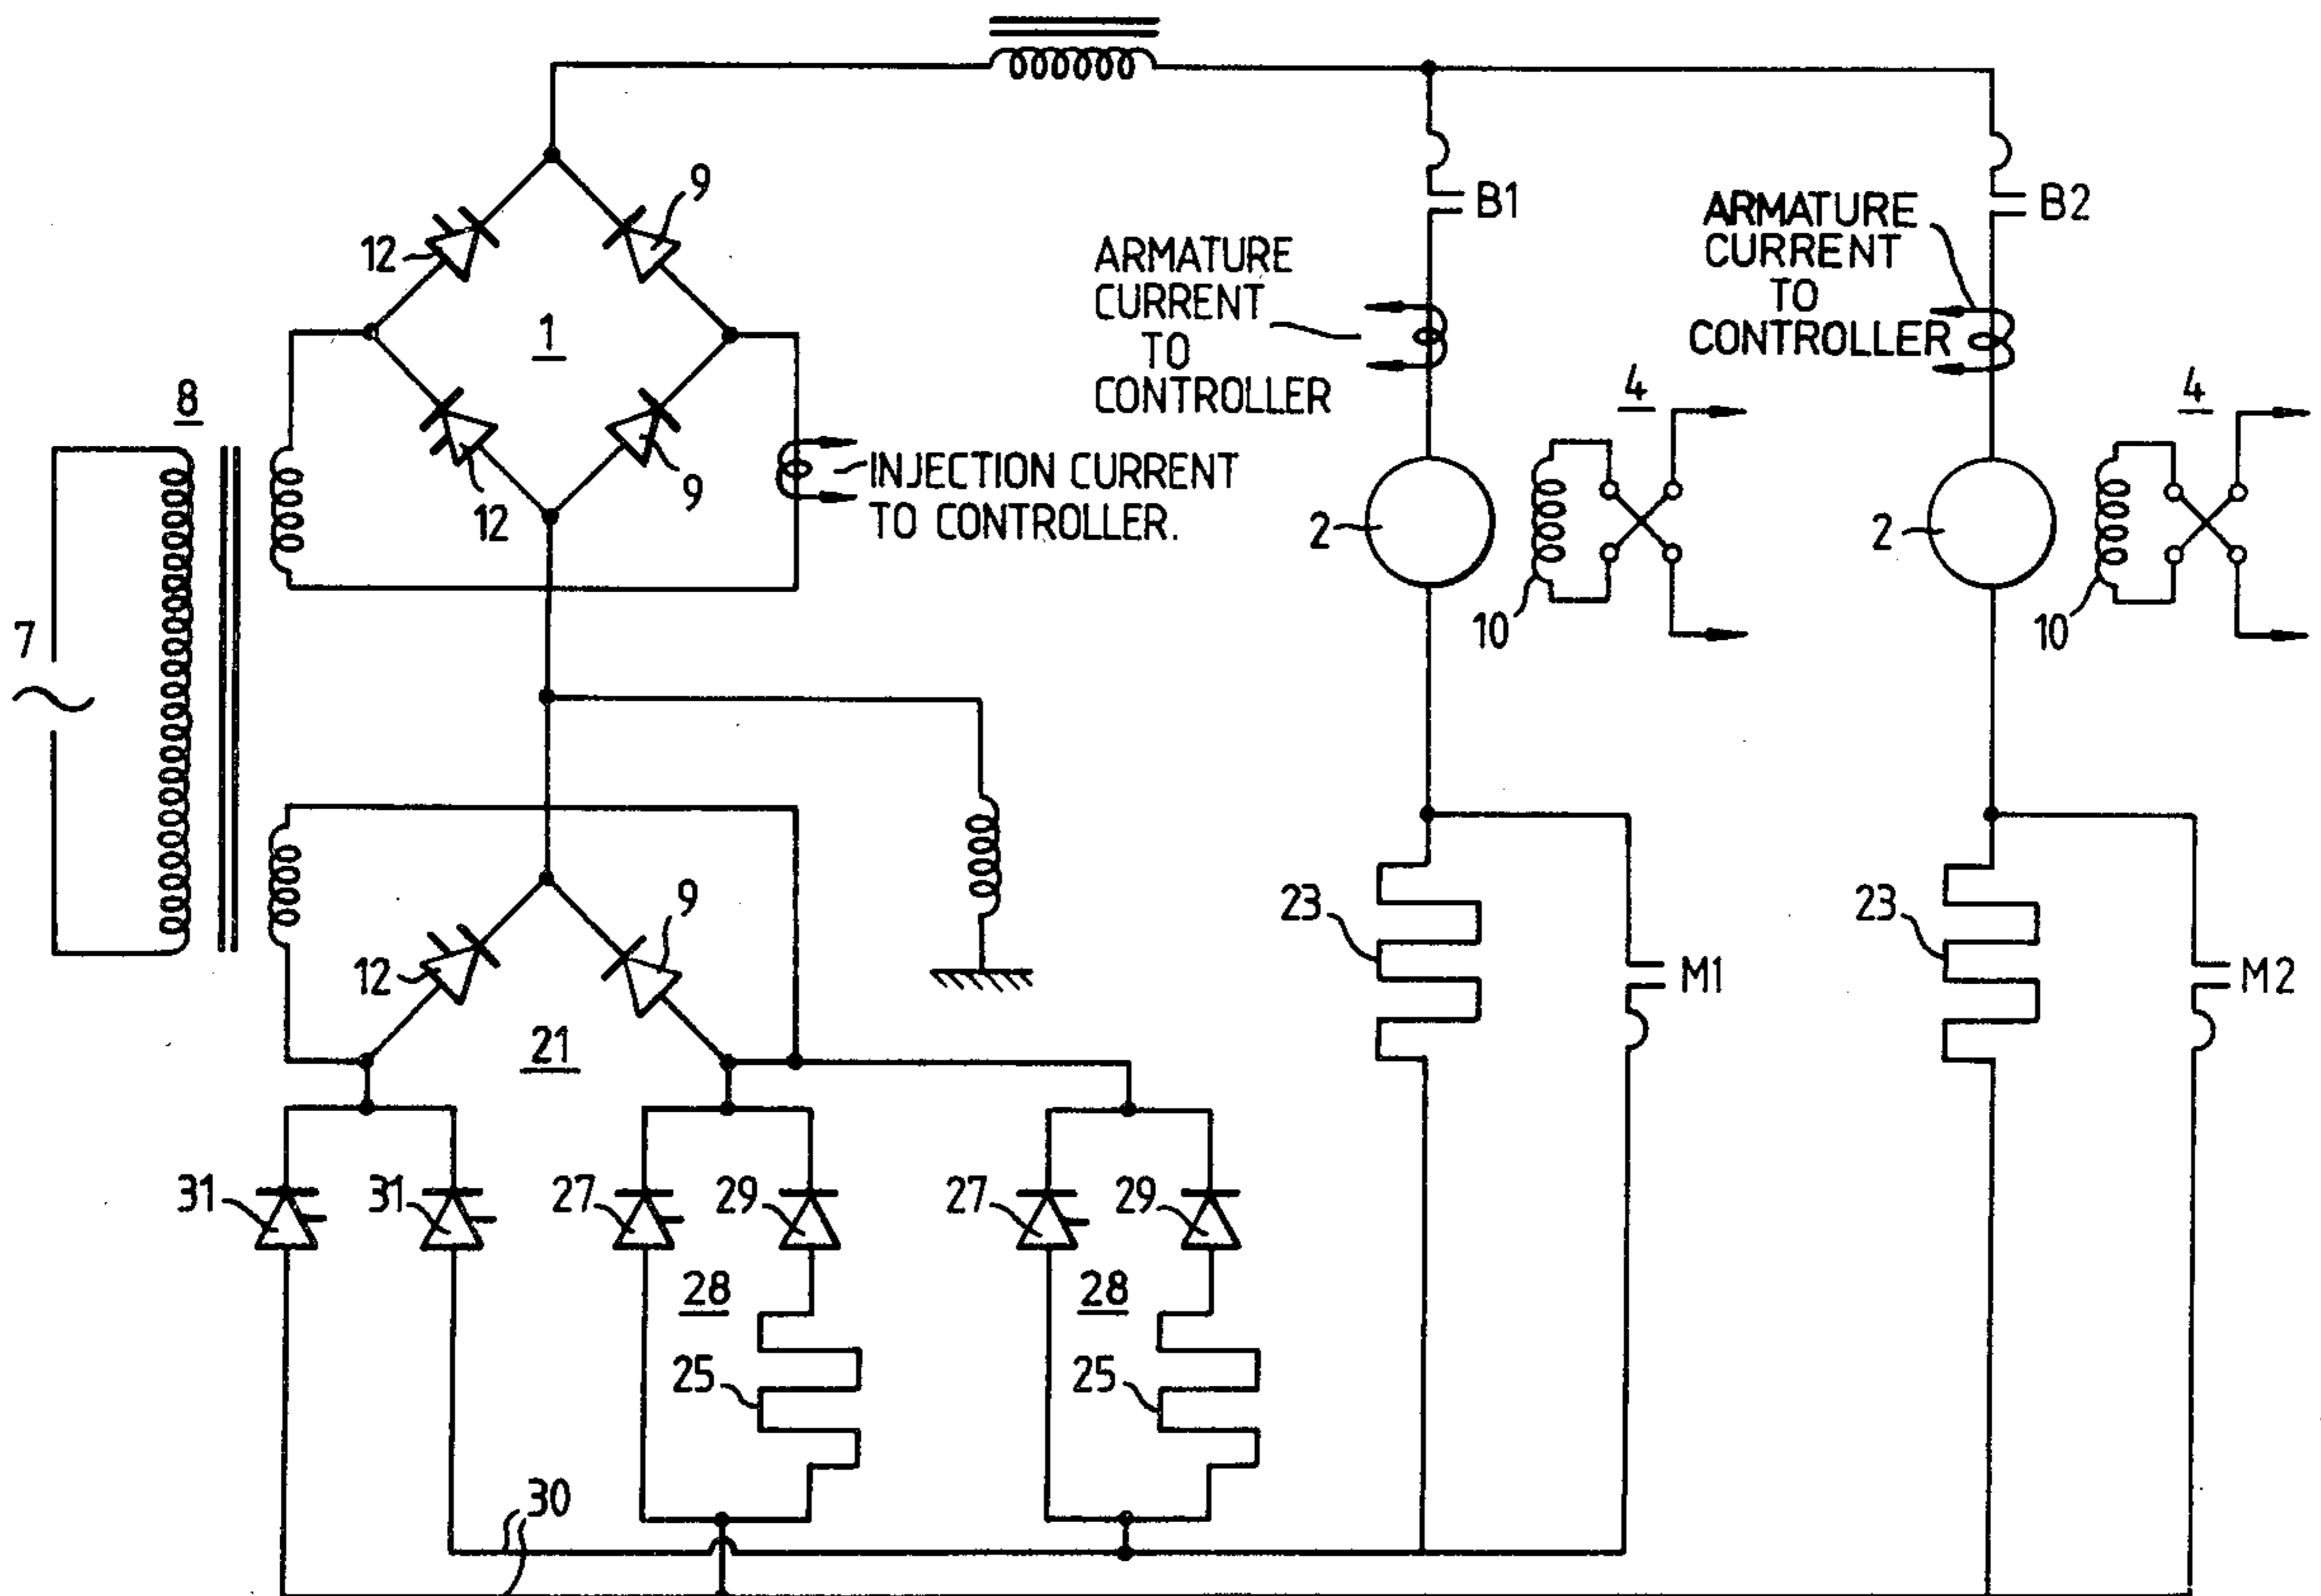 9
12
B1
B2
ARMATURE
CURRENT
TO
CONTROLLER
ARMATURE
CURRENT
TO
CONTROLLER
1
8
4
4
INJECTION CURRENT
TO CONTROLLER.
12
9
2
2
10
10
7
9
12
23
23
M1
M2
21
31
31
27
29
27
29
28
28
25
25
30